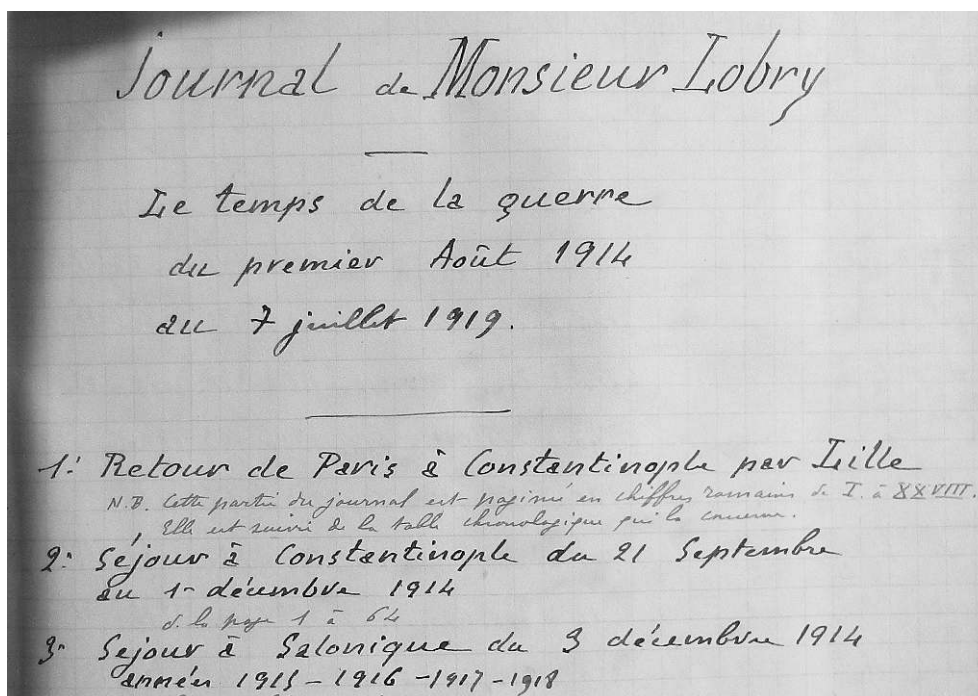 Journal de Monsieur Lobry
Le temps de la guerre
du premier Août 1914
au 7 juillet 1919.
1: Retour de Paris à Constantinople par Lille
N.B. Cette partie du journal est paginée en chiffres romains de I. à XXVIII.
Elle est suivie de la table chronologique qui la concerne.
2: Séjour à Constantinople du 21 Septembre
au 1- décembre 1914
de la page 1 à 64
3: Séjour à Salonique du 3 décembre 1914
années 1915 - 1916 - 1917 - 1918